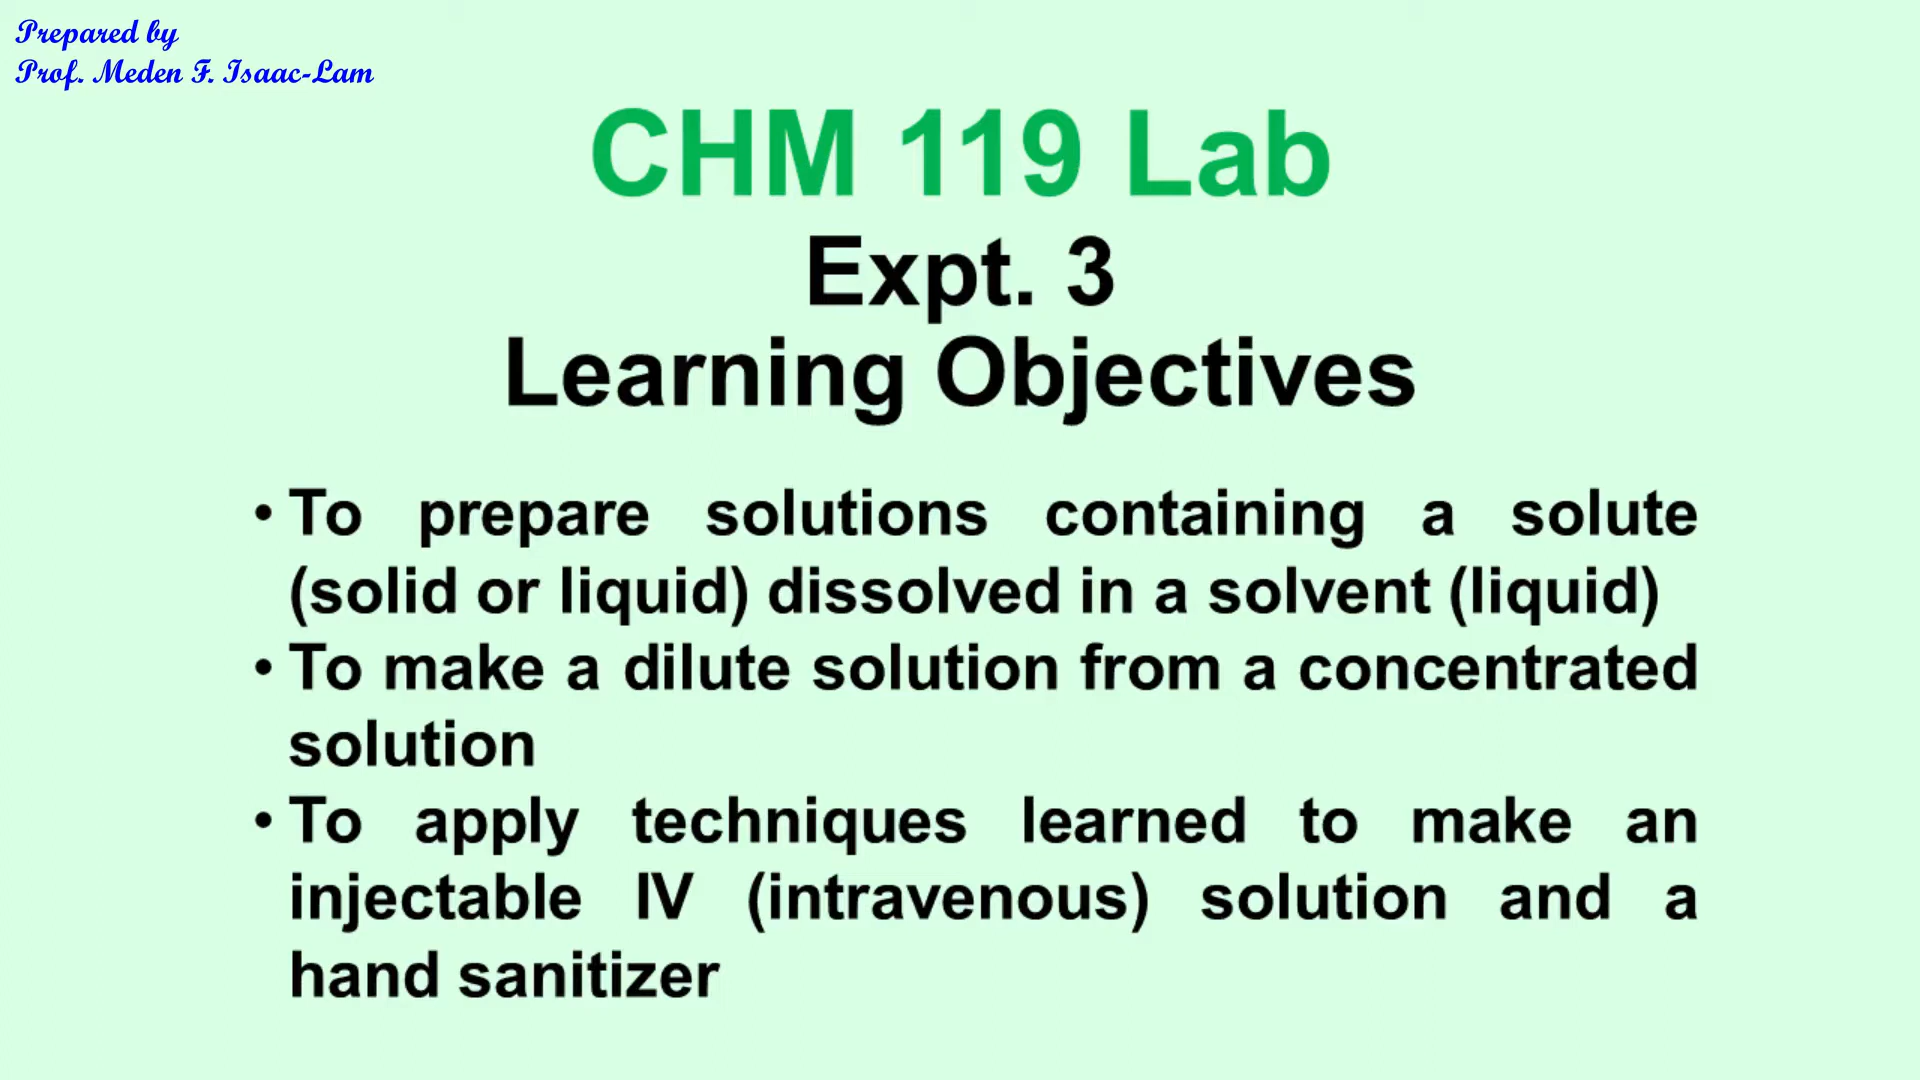 Prepared by
Prof. Meden F. Isaac-Lam
CHM 119 Lab
Expt. 3
Learning Objectives
• To prepare solutions containing a solute
(solid or liquid) dissolved in a solvent (liquid)
• To make a dilute solution from a concentrated
solution
• To apply techniques learned to make an
injectable IV (intravenous) solution and a
hand sanitizer